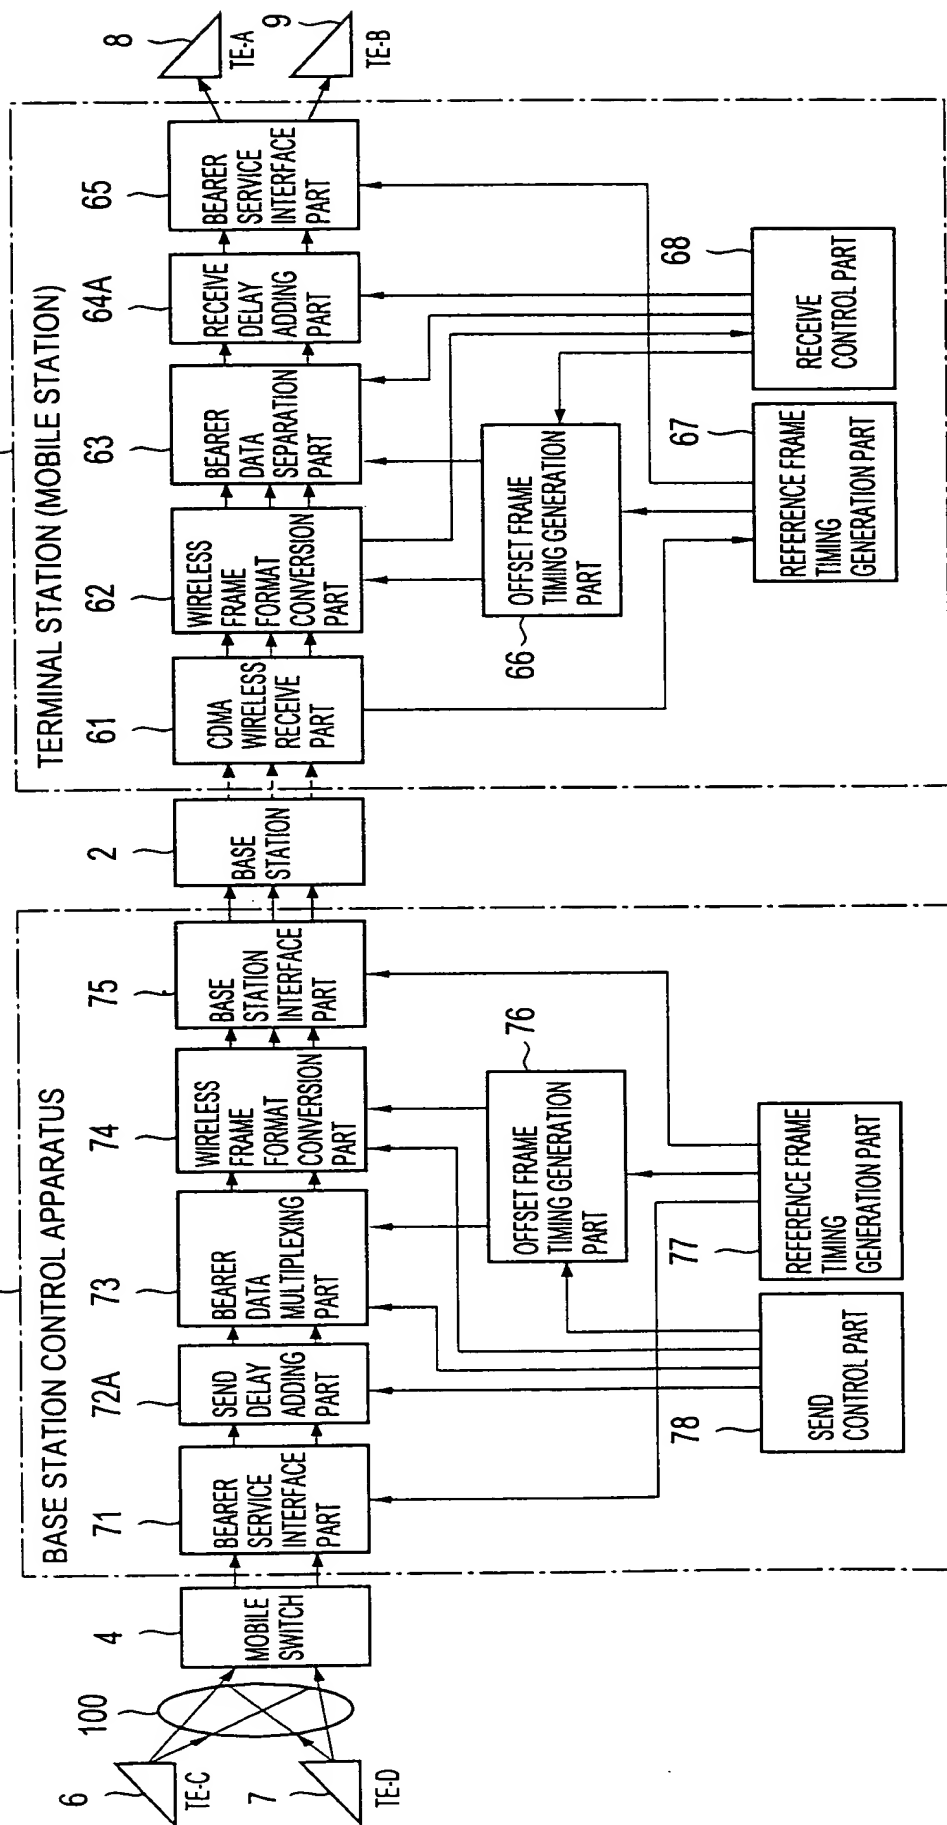 BASE STATION CONTROL APPARATUS
TERMINAL STATION (MOBILE STATION)
6
TE-C
7
TE-D
100
4
MOBILE
SWITCH
71
BEARER
SERVICE
INTERFACE
PART
72A
SEND
DELAY
ADDING
PART
73
BEARER
DATA
MULTIPLEXING
PART
74
WIRELESS
FRAME
FORMAT
CONVERSION
PART
75
BASE
STATION
INTERFACE
PART
2
BASE
STATION
61
CDMA
WIRELESS
RECEIVE
PART
62
WIRELESS
FRAME
FORMAT
CONVERSION
PART
63
BEARER
DATA
SEPARATION
PART
64A
RECEIVE
DELAY
ADDING
PART
65
BEARER
SERVICE
INTERFACE
PART
8
TE-A
9
TE-B
76
OFFSET FRAME
TIMING GENERATION
PART
66
OFFSET FRAME
TIMING GENERATION
PART
78
SEND
CONTROL PART
77
REFERENCE FRAME
TIMING
GENERATION PART
67
REFERENCE FRAME
TIMING
GENERATION PART
68
RECEIVE
CONTROL PART